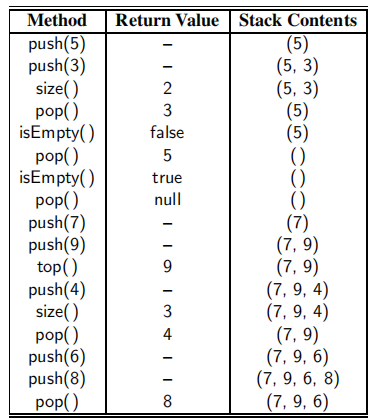 Method Return Value Stack Contents
push(5) – (5)
push(3) – (5, 3)
size( ) 2 (5, 3)
pop( ) 3 (5)
isEmpty( ) false (5)
pop( ) 5 ( )
isEmpty( ) true ( )
pop( ) null ( )
push(7) – (7)
push(9) – (7, 9)
top( ) 9 (7, 9)
push(4) – (7, 9, 4)
size( ) 3 (7, 9, 4)
pop( ) 4 (7, 9)
push(6) – (7, 9, 6)
push(8) – (7, 9, 6, 8)
pop( ) 8 (7, 9, 6)